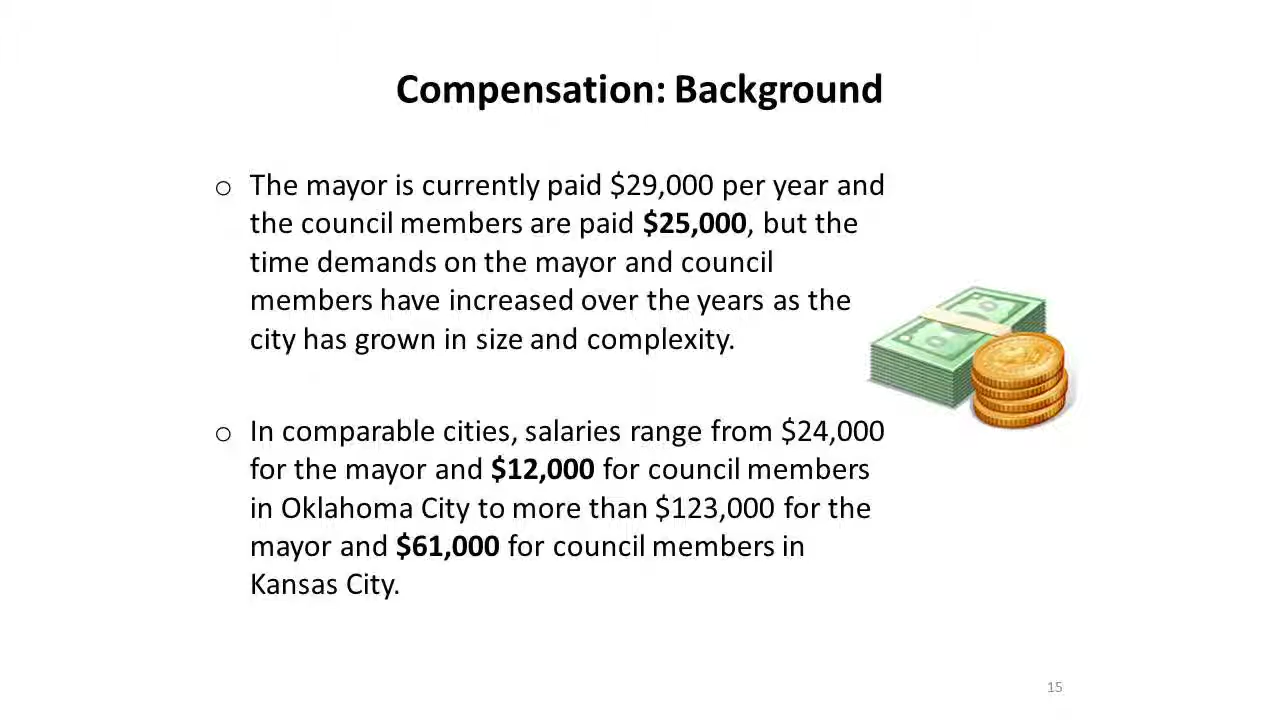 Compensation: Background
o The mayor is currently paid $29,000 per year and
the council members are paid $25,000, but the
time demands on the mayor and council
members have increased over the years as the
city has grown in size and complexity.
o In comparable cities, salaries range from $24,000
for the mayor and $12,000 for council members
in Oklahoma City to more than $123,000 for the
mayor and $61,000 for council members in
Kansas City.
15